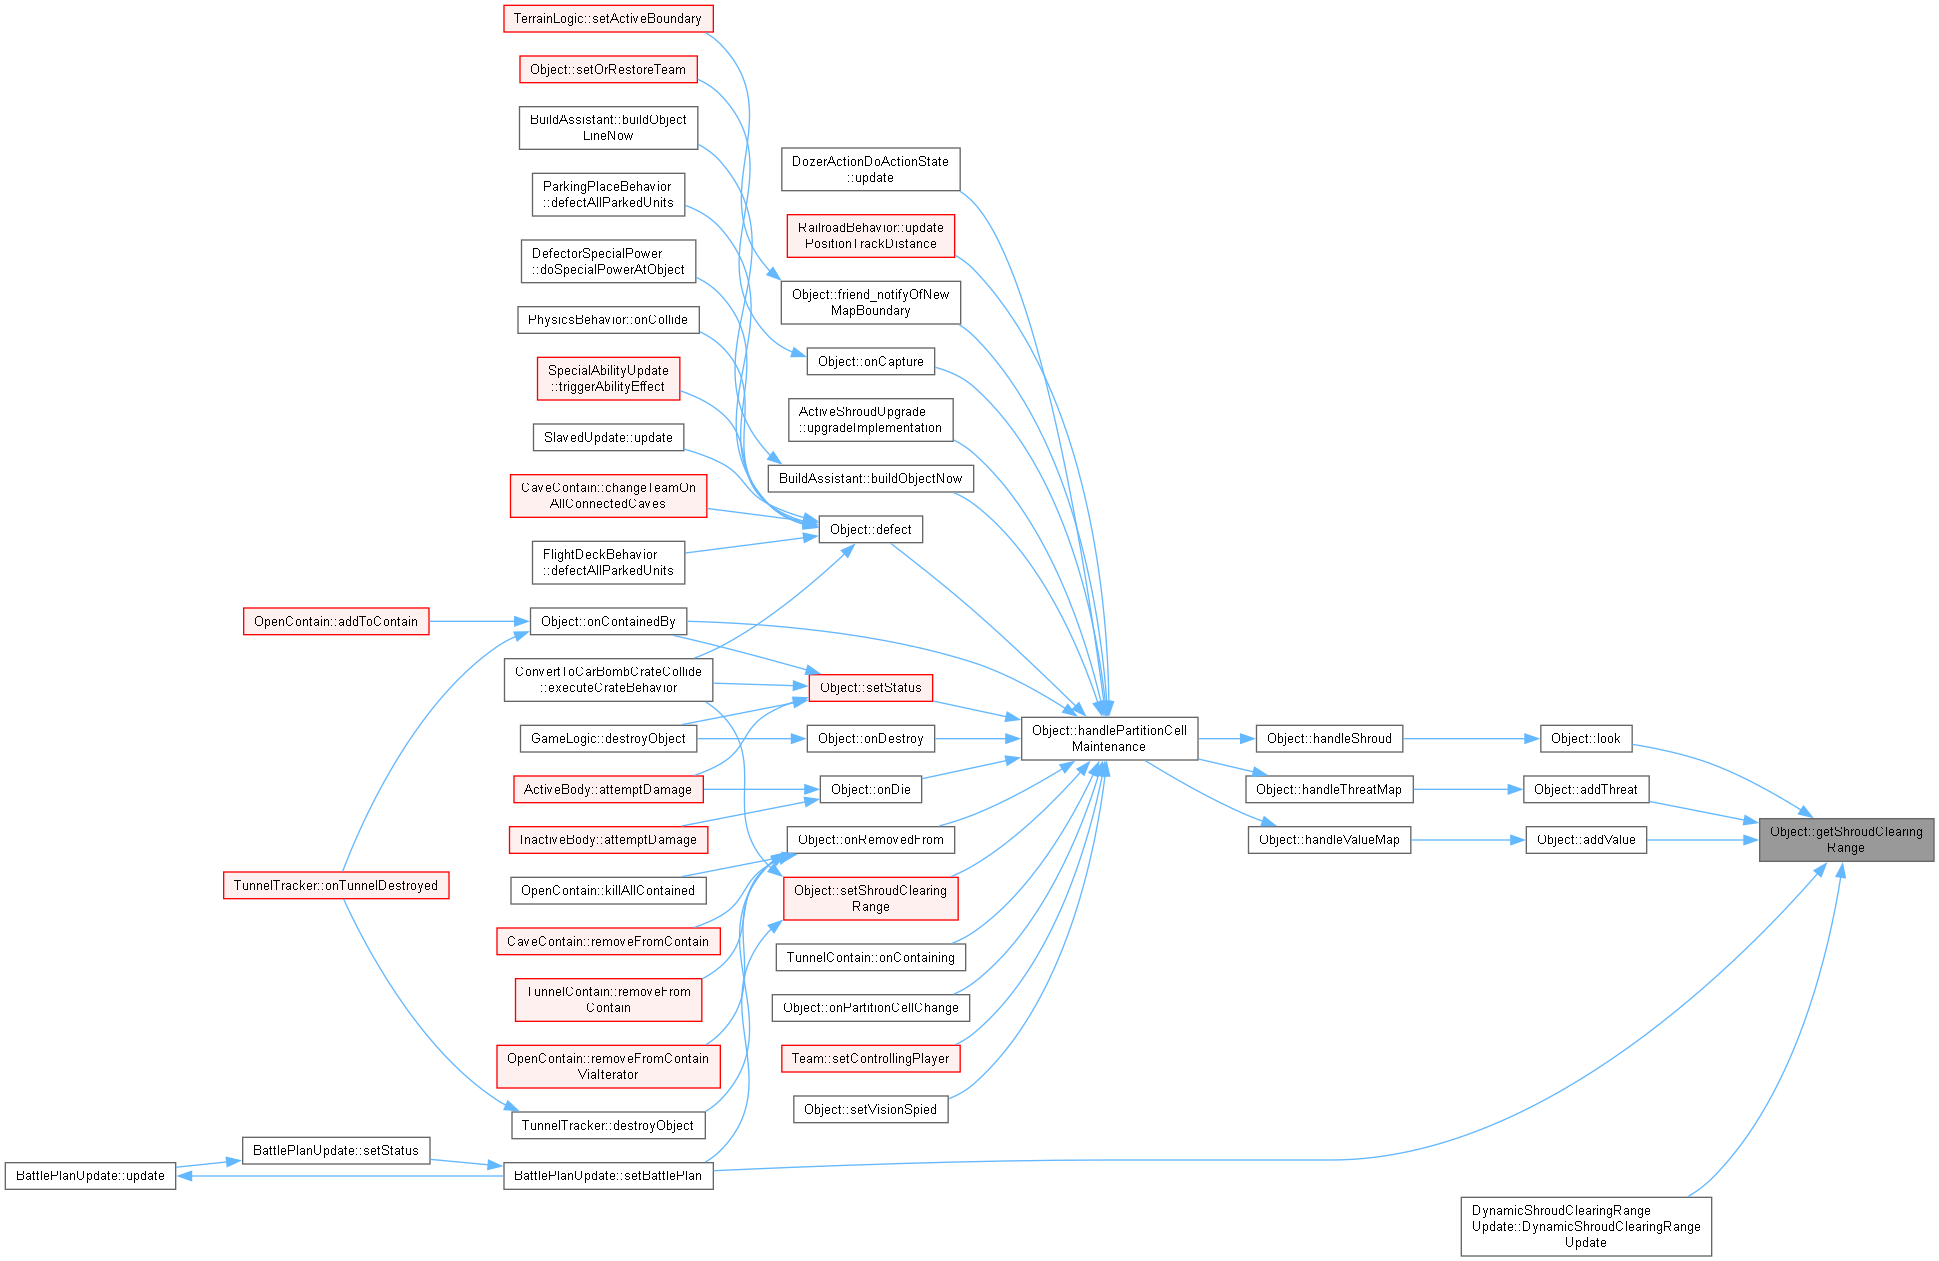 TerrainLogic::setActiveBoundary
Object::setOrRestoreTeam
BuildAssistant::buildObject
LineNow
ParkingPlaceBehavior
::defectAllParkedUnits
DefectorSpecialPower
::doSpecialPowerAtObject
PhysicsBehavior::onCollide
SpecialAbilityUpdate
::triggerAbilityEffect
SlavedUpdate::update
CaveContain::changeTeamOn
AllConnectedCaves
FlightDeckBehavior
::defectAllParkedUnits
OpenContain::addToContain
Object::onContainedBy
ConvertToCarBombCrateCollide
::executeCrateBehavior
GameLogic::destroyObject
ActiveBody::attemptDamage
InactiveBody::attemptDamage
OpenContain::killAllContained
TunnelTracker::onTunnelDestroyed
CaveContain::removeFromContain
TunnelContain::removeFrom
Contain
OpenContain::removeFromContain
ViaIterator
TunnelTracker::destroyObject
BattlePlanUpdate::setStatus
BattlePlanUpdate::update
BattlePlanUpdate::setBattlePlan
DozerActionDoActionState
::update
RailroadBehavior::update
PositionTrackDistance
Object::friend_notifyOfNew
MapBoundary
Object::onCapture
ActiveShroudUpgrade
::upgradeImplementation
BuildAssistant::buildObjectNow
Object::defect
Object::setStatus
Object::onDestroy
Object::onDie
Object::onRemovedFrom
Object::setShroudClearing
Range
TunnelContain::onContaining
Object::onPartitionCellChange
Team::setControllingPlayer
Object::setVisionSpied
Object::handlePartitionCell
Maintenance
Object::handleShroud
Object::look
Object::handleThreatMap
Object::addThreat
Object::handleValueMap
Object::addValue
Object::getShroudClearing
Range
DynamicShroudClearingRange
Update::DynamicShroudClearingRange
Update